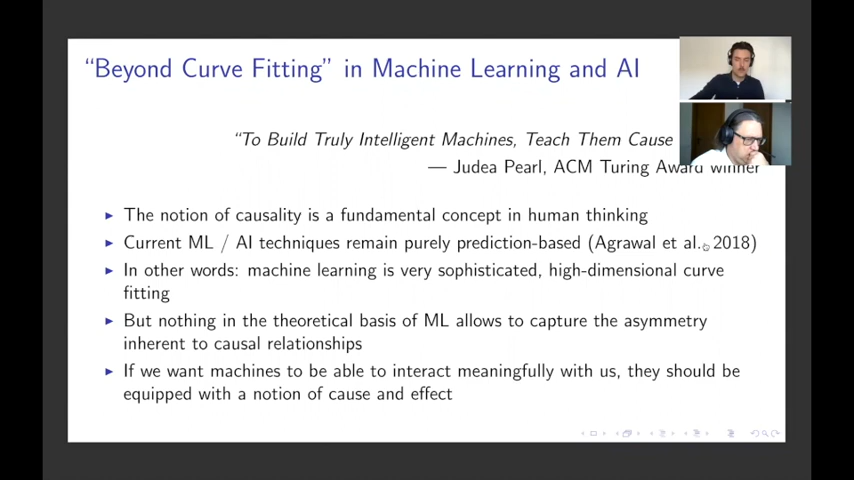 “Beyond Curve Fitting” in Machine Learning and AI
“To Build Truly Intelligent Machines, Teach Them Cause
— Judea Pearl, ACM Turing Award winner
▸ The notion of causality is a fundamental concept in human thinking
▸ Current ML / AI techniques remain purely prediction-based (Agrawal et al., 2018)
▸ In other words: machine learning is very sophisticated, high-dimensional curve
fitting
▸ But nothing in the theoretical basis of ML allows to capture the asymmetry
inherent to causal relationships
▸ If we want machines to be able to interact meaningfully with us, they should be
equipped with a notion of cause and effect